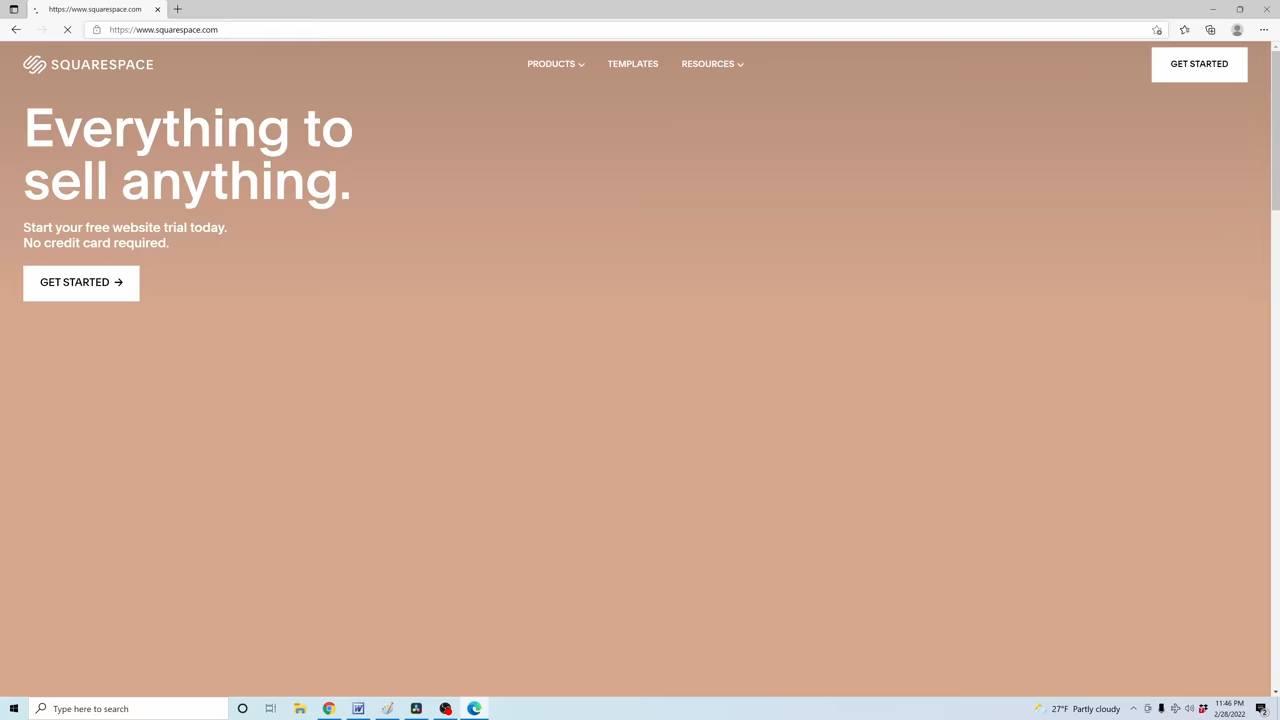 https://www.squarespace.com
https://www.squarespace.com
SQUARESPACE
PRODUCTS
TEMPLATES
RESOURCES
GET STARTED
Everything to
sell anything.
Start your free website trial today.
No credit card required.
GET STARTED →
Type here to search
27°F Partly cloudy
11:46 PM
2/28/2022
2